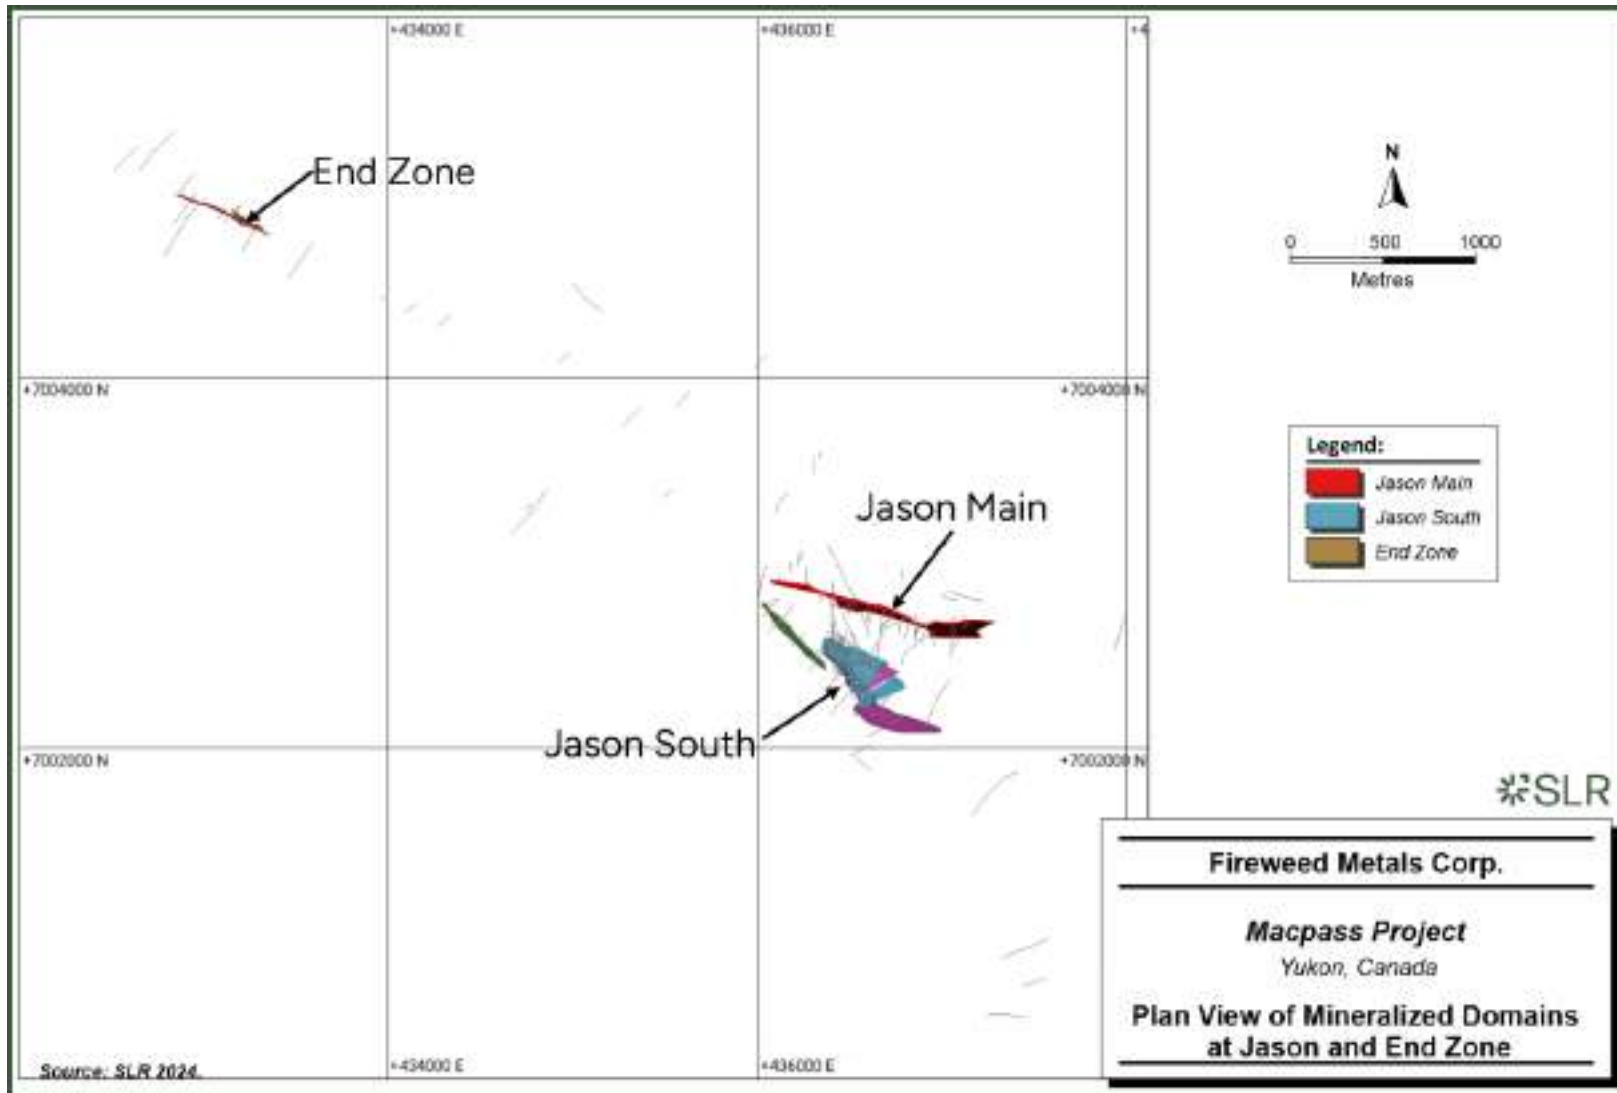 +434000 E
+436000 E
+4
End Zone
N
0 500 1000
Metres
+7004000 N
+7004000 N
Legend:
Jason Main
Jason South
End Zone
Jason Main
Jason South
+7002000 N
+7002000 N
SLR
Fireweed Metals Corp.
Macpass Project
Yukon, Canada
Plan View of Mineralized Domains
at Jason and End Zone
Source: SLR 2024.
+434000 E
+436000 E